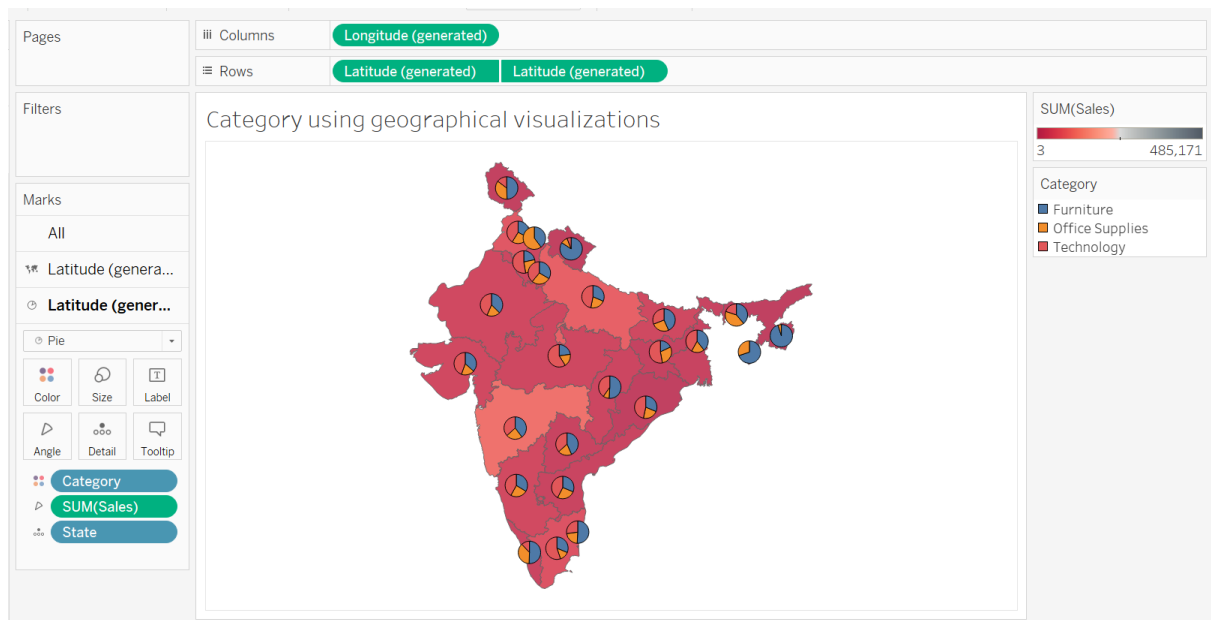 Pages
iii Columns
Longitude (generated)
Rows
Latitude (generated)
Latitude (generated)
Filters
Category using geographical visualizations
SUM(Sales)
3
485,171
Category
Furniture
Office Supplies
Technology
Marks
All
Latitude (genera...
Latitude (gener...
Pie
Color
Size
T
Label
Angle
Detail
Tooltip
Category
SUM(Sales)
State